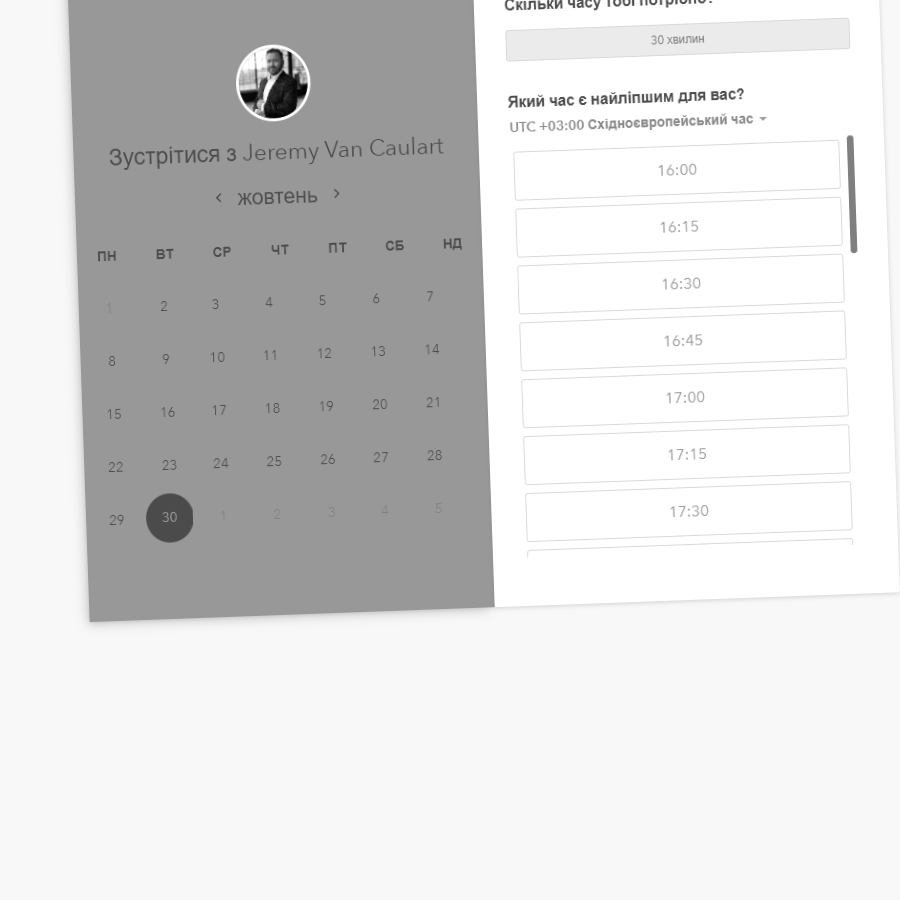 Зустрітися з Jeremy Van Caulart
жовтень
ПН ВТ СР ЧТ ПТ СБ НД
1 2 3 4 5 6 7
8 9 10 11 12 13 14
15 16 17 18 19 20 21
22 23 24 25 26 27 28
29 30 1 2 3 4 5
Скільки часу тобі потрібно?
30 хвилин
Який час є найліпшим для вас?
UTC +03:00 Східноєвропейський час
16:00
16:15
16:30
16:45
17:00
17:15
17:30